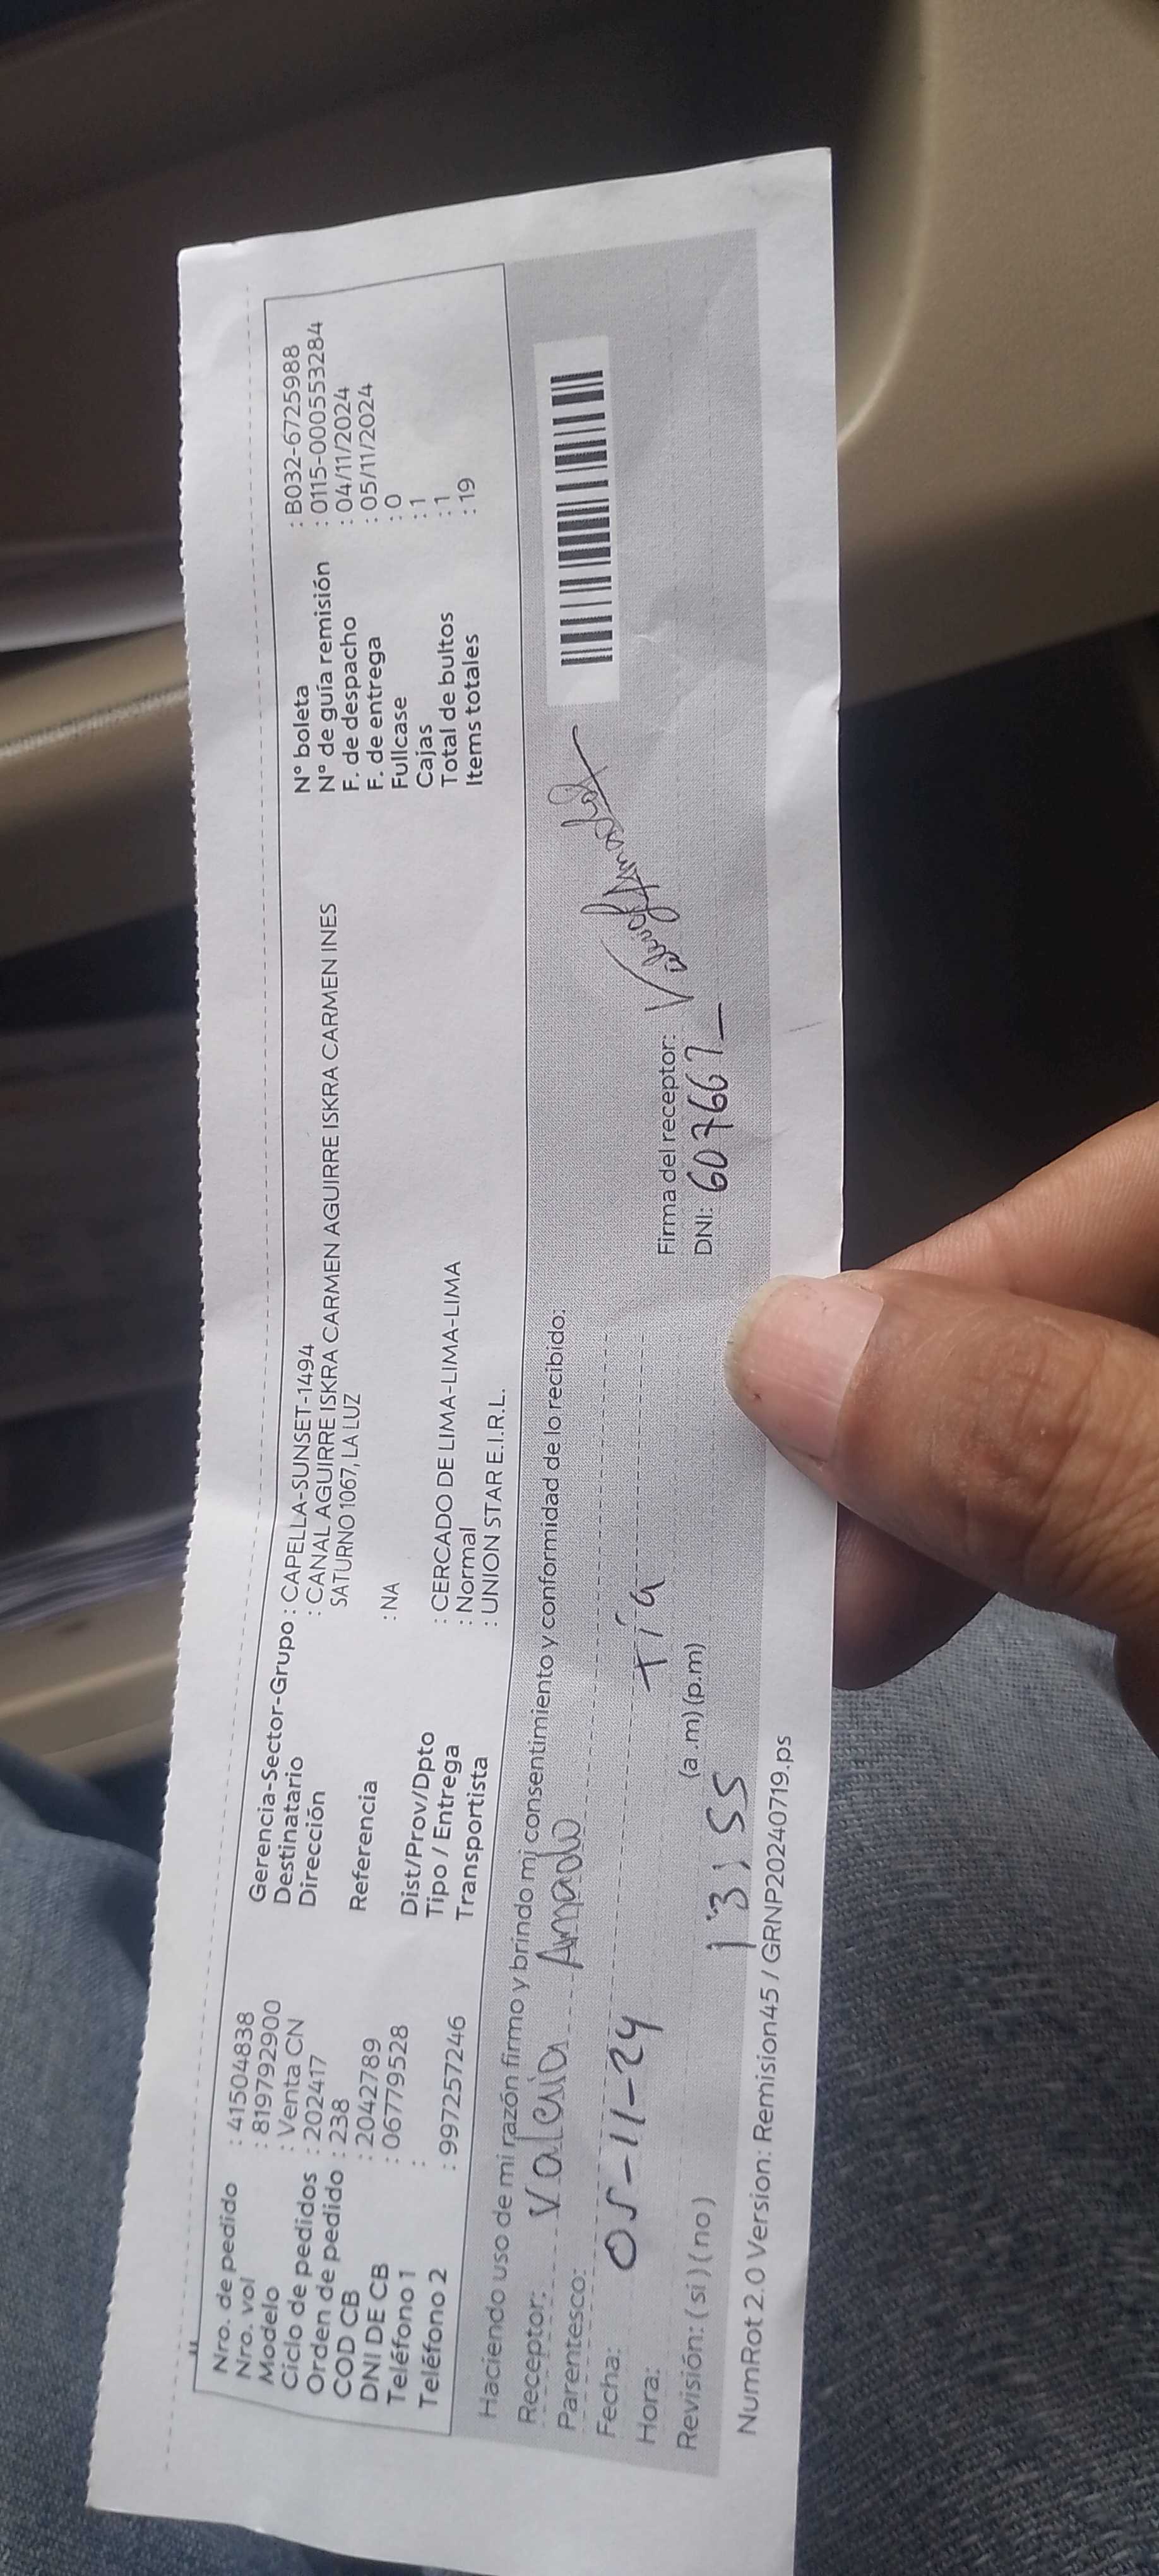 Nro. de pedido : 41504838
Nro. vol : 819792900
Modelo : Venta CN
Ciclo de pedidos : 202417
Orden de pedido : 238
COD CB : 2042789
DNI DE CB : 06779528
Teléfono 1 :
Teléfono 2 : 997257246
Gerencia-Sector-Grupo : CAPELLA-SUNSET-1494
Destinatario : CANAL AGUIRRE ISKRA CARMEN AGUIRRE ISKRA CARMEN INES
Dirección SATURNO 1067, LA LUZ
Referencia : NA
Dist/Prov/Dpto : CERCADO DE LIMA-LIMA-LIMA
Tipo / Entrega : Normal
Transportista : UNION STAR E.I.R.L.
N° boleta : B032-6725988
N° de guía remisión : 0115-000553284
F. de despacho : 04/11/2024
F. de entrega : 05/11/2024
Fullcase : 0
Cajas : 1
Total de bultos : 1
Items totales : 19
Haciendo uso de mi razón firmo y brindo mi consentimiento y conformidad de lo recibido:
Receptor: Valeria Amado
Parentesco: Tía
Fecha: 05-11-24
Hora: 13:55 (a .m) (p.m)
Revisión: ( si ) ( no )
Firma del receptor:
DNI: 607667_
NumRot 2.0 Version: Remision45 / GRNP20240719.ps